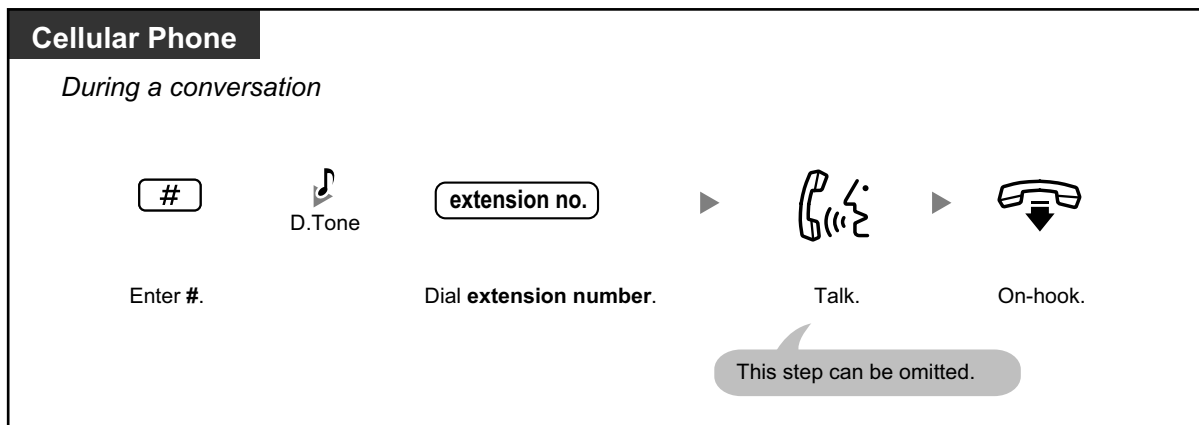 Cellular Phone
During a conversation
#
extension no.
D.Tone
Enter #.
Dial extension number.
Talk.
On-hook.
This step can be omitted.